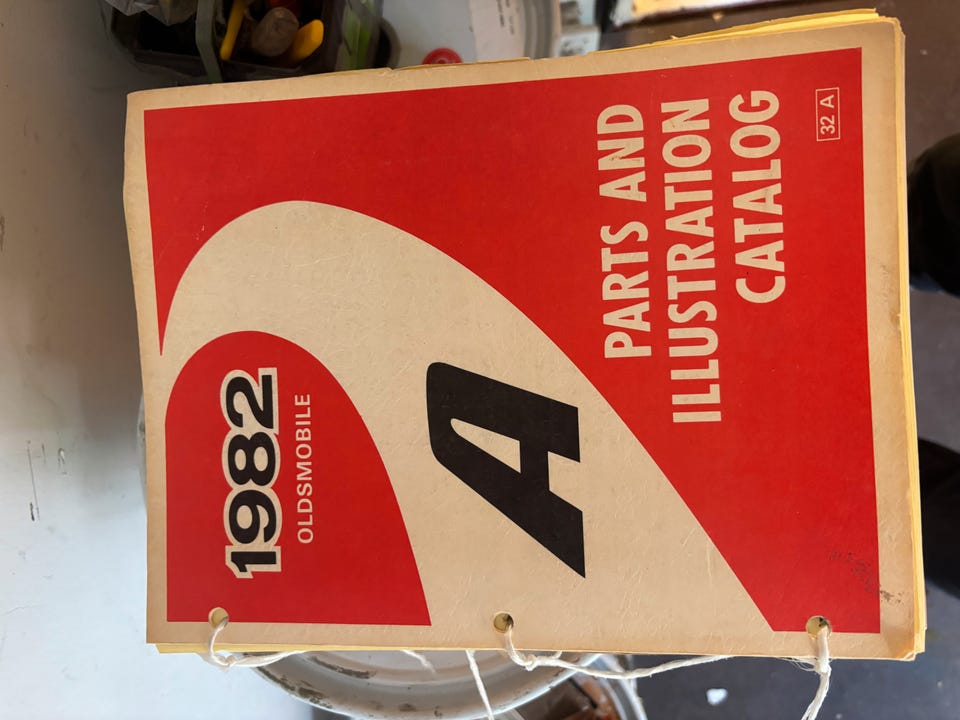 1982
OLDSMOBILE
A
PARTS AND
ILLUSTRATION
CATALOG
32 A